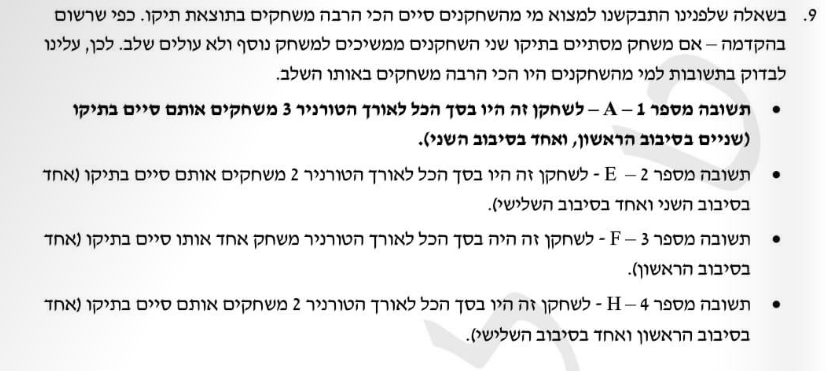 9. בשאלה שלפנינו התבקשנו למצוא מי מהשחקנים סיים הכי הרבה משחקים בתוצאת תיקו. כפי שרשום
בהקדמה – אם משחק מסתיים בתיקו שני השחקנים ממשיכים למשחק נוסף ולא עולים שלב. לכן, עלינו
לבדוק בתשובות למי מהשחקנים היו הכי הרבה משחקים באותו השלב.
• תשובה מספר 1 – A – לשחקן זה היו בסך הכל לאורך הטורניר 3 משחקים אותם סיים בתיקו
(שניים בסיבוב הראשון, ואחד בסיבוב השני).
• תשובה מספר 2 – E - לשחקן זה היו בסך הכל לאורך הטורניר 2 משחקים אותם סיים בתיקו (אחד
בסיבוב השני ואחד בסיבוב השלישי).
• תשובה מספר 3 – F - לשחקן זה היה בסך הכל לאורך הטורניר משחק אחד אותו סיים בתיקו (אחד
בסיבוב הראשון).
• תשובה מספר 4 – H - לשחקן זה היו בסך הכל לאורך הטורניר 2 משחקים אותם סיים בתיקו (אחד
בסיבוב הראשון ואחד בסיבוב השלישי).